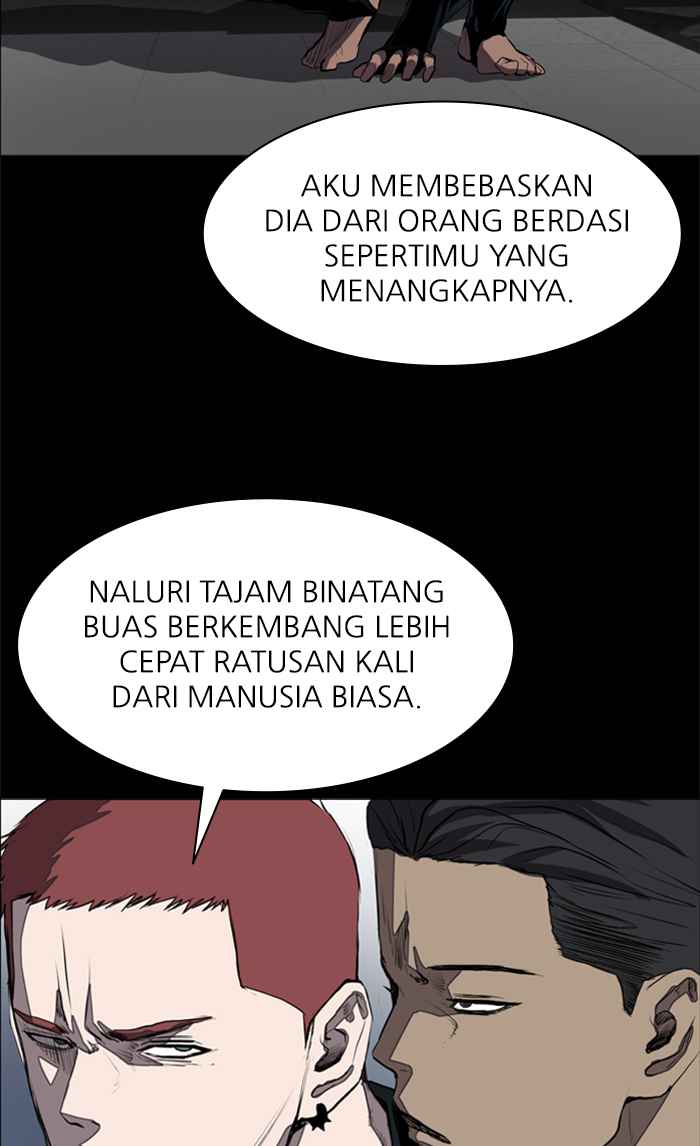 AKU MEMBEBASKAN
DIA DARI ORANG BERDASI
SEPERTIMU YANG
MENANGKAPNYA.
NALURI TAJAM BINATANG
BUAS BERKEMBANG LEBIH
CEPAT RATUSAN KALI
DARI MANUSIA BIASA.